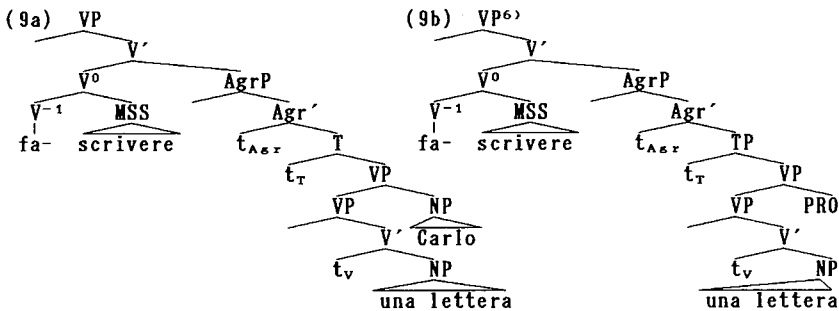 (9a) VP (9b) VP⁶⁾
V′ V′
V⁰ AgrP V⁰ AgrP
V⁻¹ MSS Agr′ V⁻¹ MSS Agr′
fa- scrivere t_Agr T fa- scrivere t_Agr TP
t_T VP t_T VP
VP NP VP PRO
Carlo
V′ V′
t_V NP t_V NP
una lettera una lettera